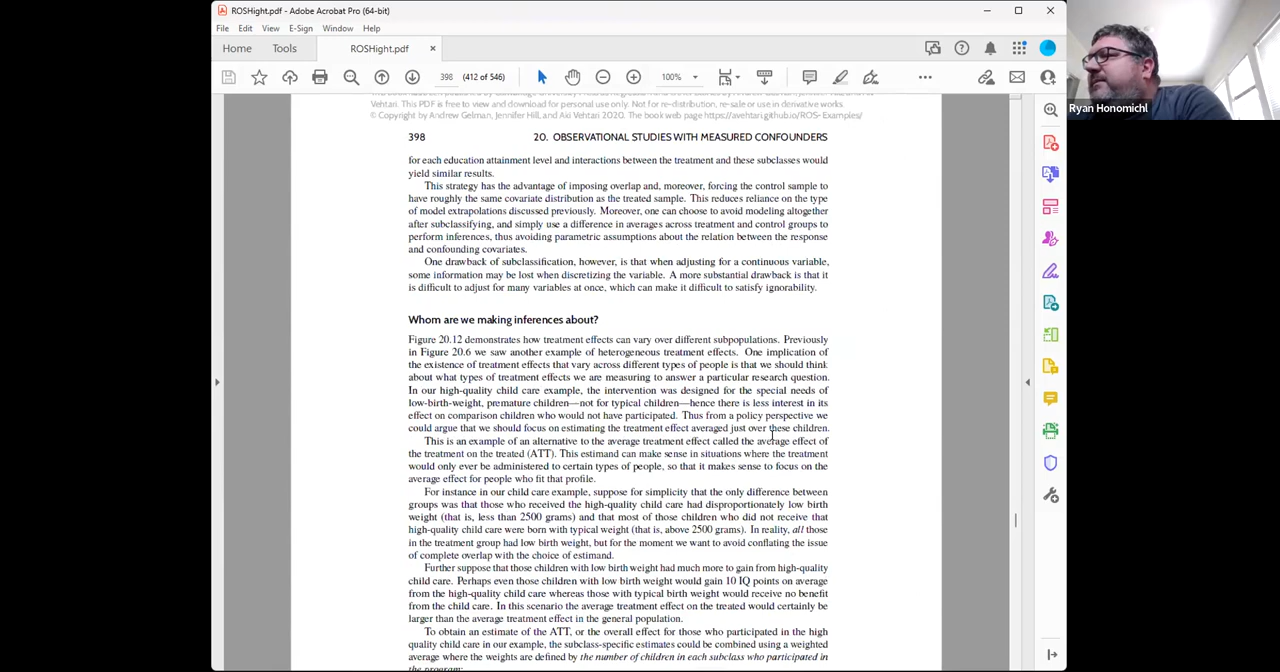 ROSHight.pdf - Adobe Acrobat Pro (64-bit)
File Edit View E-Sign Window Help
Home Tools ROSHight.pdf
398 (412 of 546) 100%
Ryan Honomichl
Vehtari. This PDF is free to view and download for personal use only. Not for re-distribution, re-sale or use in derivative works
© Copyright by Andrew Gelman, Jennifer Hill, and Aki Vehtari 2020. The book web page https://avehtari.github.io/ROS-Examples/
398 20. OBSERVATIONAL STUDIES WITH MEASURED CONFOUNDERS
for each education attainment level and interactions between the treatment and these subclasses would
yield similar results.
This strategy has the advantage of imposing overlap and, moreover, forcing the control sample to
have roughly the same covariate distribution as the treated sample. This reduces reliance on the type
of model extrapolations discussed previously. Moreover, one can choose to avoid modeling altogether
after subclassifying, and simply use a difference in averages across treatment and control groups to
perform inferences, thus avoiding parametric assumptions about the relation between the response
and confounding covariates.
One drawback of subclassification, however, is that when adjusting for a continuous variable,
some information may be lost when discretizing the variable. A more substantial drawback is that it
is difficult to adjust for many variables at once, which can make it difficult to satisfy ignorability.
Whom are we making inferences about?
Figure 20.12 demonstrates how treatment effects can vary over different subpopulations. Previously
in Figure 20.6 we saw another example of heterogeneous treatment effects. One implication of
the existence of treatment effects that vary across different types of people is that we should think
about what types of treatment effects we are measuring to answer a particular research question.
In our high-quality child care example, the intervention was designed for the special needs of
low-birth-weight, premature children—not for typical children—hence there is less interest in its
effect on comparison children who would not have participated. Thus from a policy perspective we
could argue that we should focus on estimating the treatment effect averaged just over these children.
This is an example of an alternative to the average treatment effect called the average effect of
the treatment on the treated (ATT). This estimand can make sense in situations where the treatment
would only ever be administered to certain types of people, so that it makes sense to focus on the
average effect for people who fit that profile.
For instance in our child care example, suppose for simplicity that the only difference between
groups was that those who received the high-quality child care had disproportionately low birth
weight (that is, less than 2500 grams) and that most of those children who did not receive that
high-quality child care were born with typical weight (that is, above 2500 grams). In reality, all those
in the treatment group had low birth weight, but for the moment we want to avoid conflating the issue
of complete overlap with the choice of estimand.
Further suppose that those children with low birth weight had much more to gain from high-quality
child care. Perhaps even those children with low birth weight would gain 10 IQ points on average
from the high-quality child care whereas those with typical birth weight would receive no benefit
from the child care. In this scenario the average treatment effect on the treated would certainly be
larger than the average treatment effect in the general population.
To obtain an estimate of the ATT, or the overall effect for those who participated in the high
quality child care in our example, the subclass-specific estimates could be combined using a weighted
average where the weights are defined by the number of children in each subclass who participated in
the program: